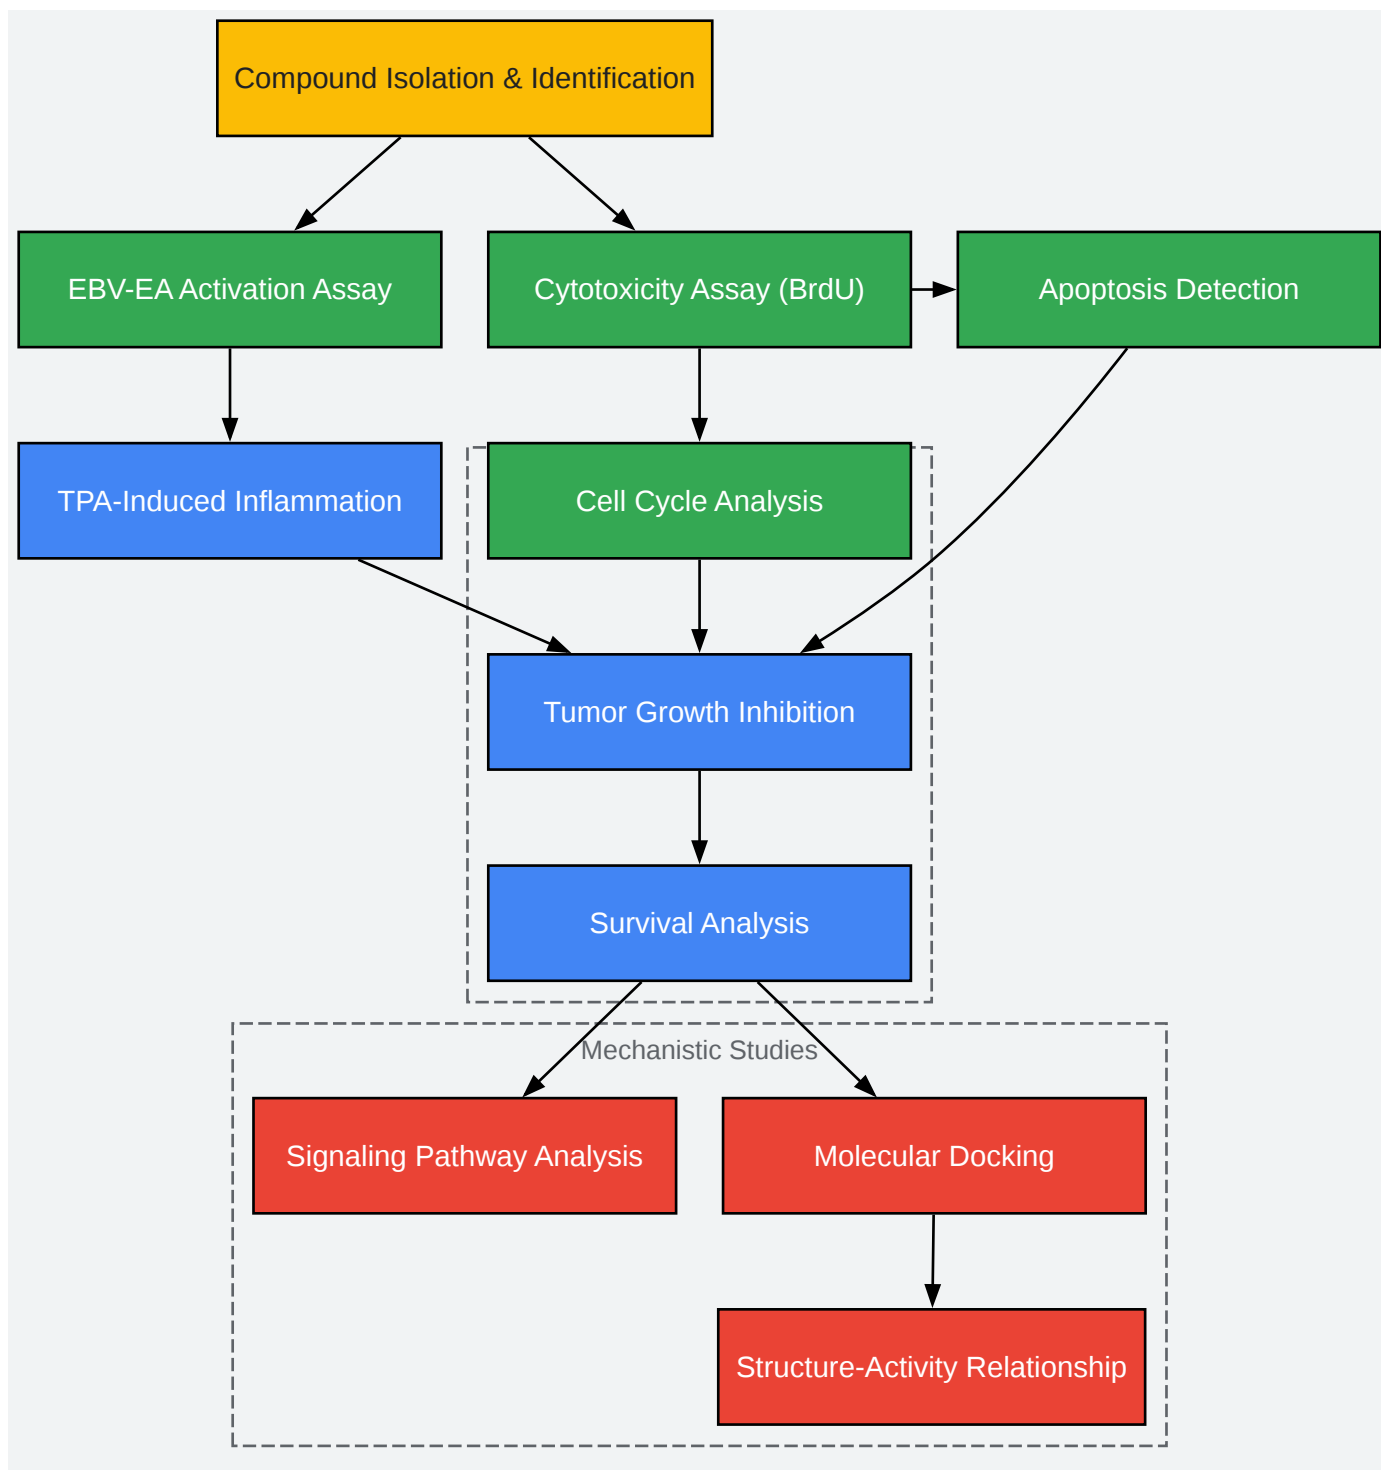 Compound Isolation & Identification
EBV-EA Activation Assay
Cytotoxicity Assay (BrdU)
Apoptosis Detection
TPA-Induced Inflammation
Cell Cycle Analysis
Tumor Growth Inhibition
Survival Analysis
Mechanistic Studies
Signaling Pathway Analysis
Molecular Docking
Structure-Activity Relationship